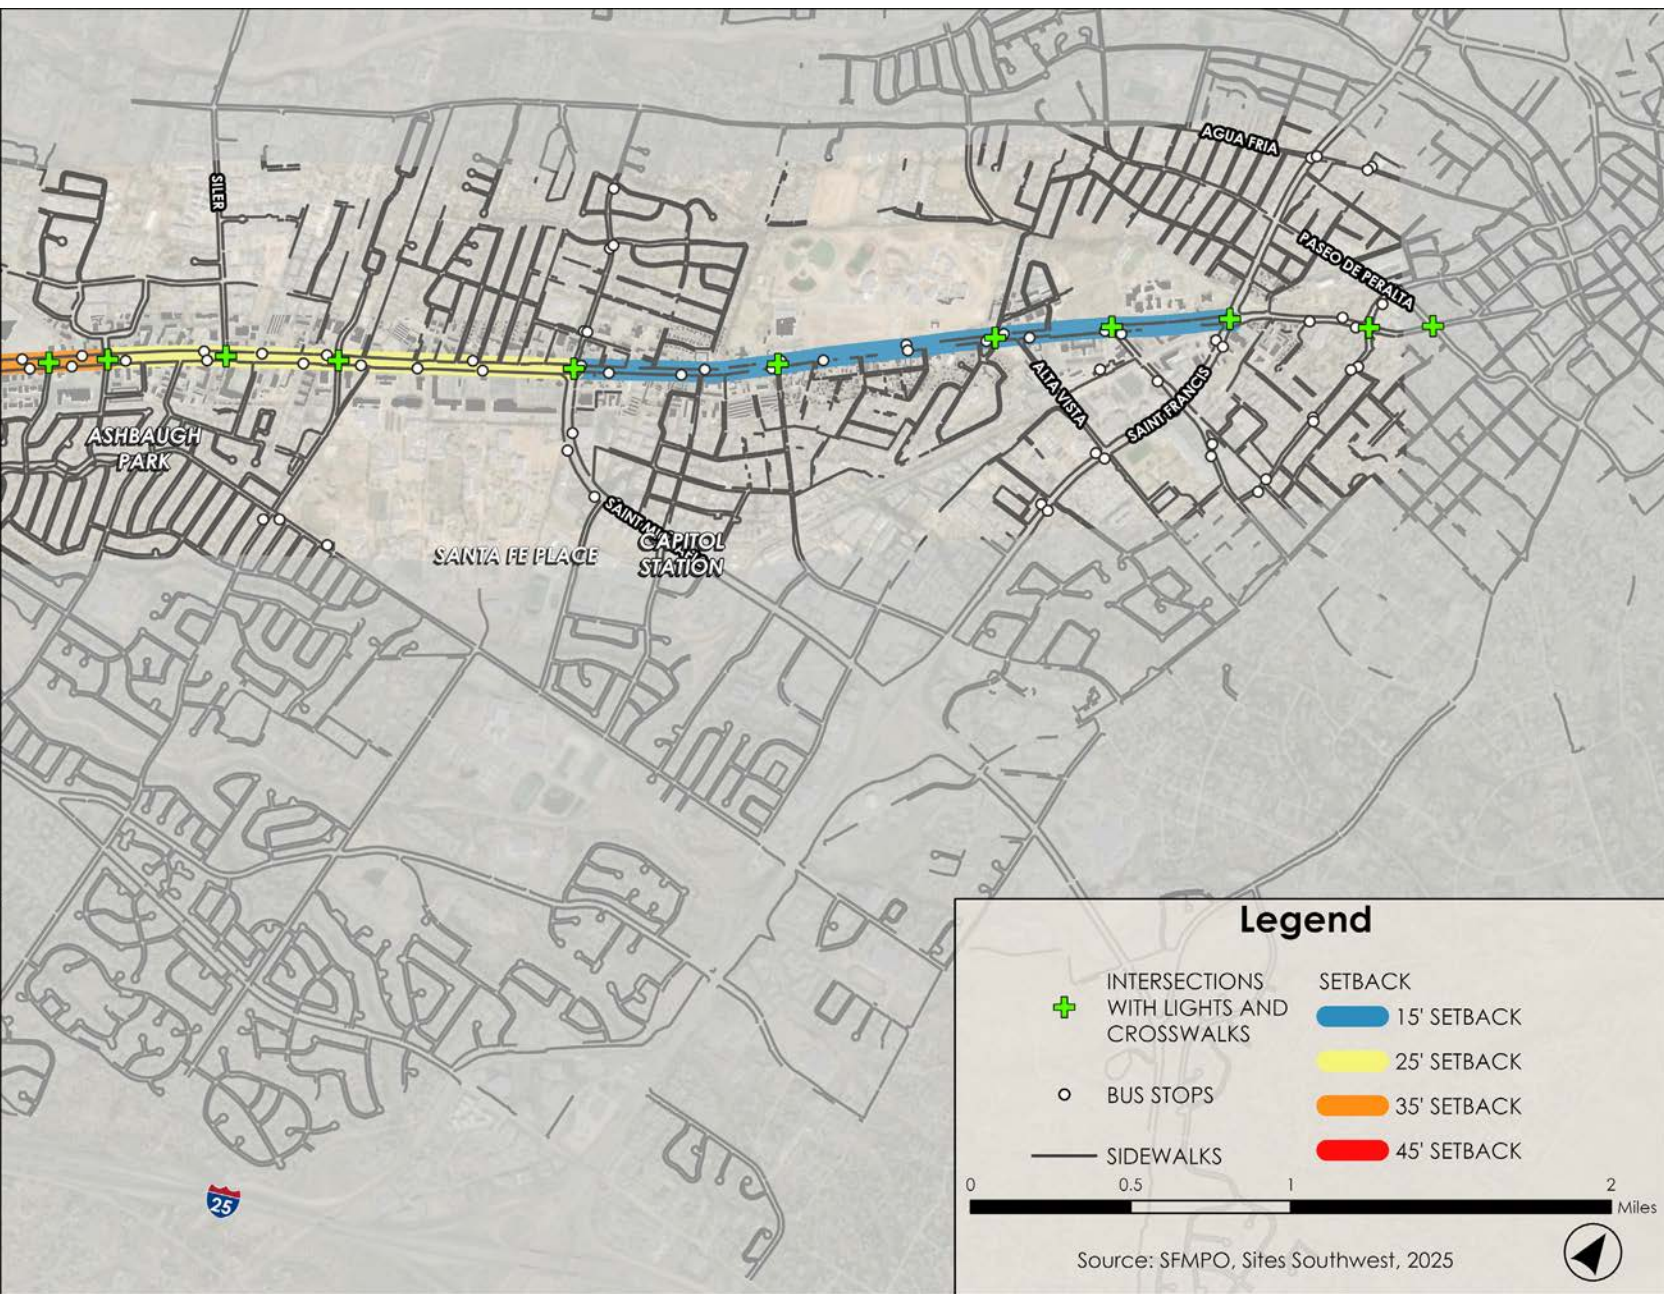 AGUA FRIA
SILER
PASEO DE PERALTA
ALTA VISTA
SAINT FRANCIS
ASHBAUGH
PARK
SAINT
SANTA FE PLACE
CAPITOL
STATION
25
Legend
INTERSECTIONS
WITH LIGHTS AND
CROSSWALKS
BUS STOPS
SIDEWALKS
SETBACK
15' SETBACK
25' SETBACK
35' SETBACK
45' SETBACK
0 0.5 1 2
Miles
Source: SFMPO, Sites Southwest, 2025